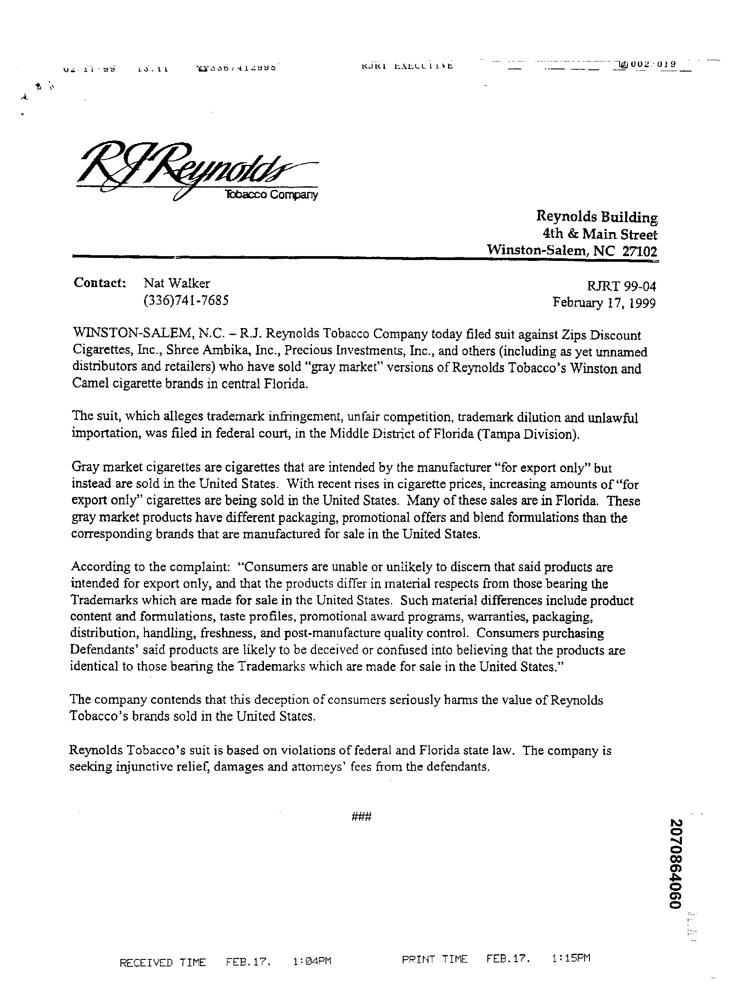 02/17/99 13:11
RJRT EXECUTIVE
002/019
RJReynolds
Tobacco Company
Reynolds Building
4th & Main Street
Winston-Salem, NC 27102
Contact: Nat Walker
(336)741-7685
RJRT 99-04
February 17, 1999
WINSTON-SALEM, N.C. – R.J. Reynolds Tobacco Company today filed suit against Zips Discount
Cigarettes, Inc., Shree Ambika, Inc., Precious Investments, Inc., and others (including as yet unnamed
distributors and retailers) who have sold “gray market” versions of Reynolds Tobacco’s Winston and
Camel cigarette brands in central Florida.
The suit, which alleges trademark infringement, unfair competition, trademark dilution and unlawful
importation, was filed in federal court, in the Middle District of Florida (Tampa Division).
Gray market cigarettes are cigarettes that are intended by the manufacturer “for export only” but
instead are sold in the United States. With recent rises in cigarette prices, increasing amounts of “for
export only” cigarettes are being sold in the United States. Many of these sales are in Florida. These
gray market products have different packaging, promotional offers and blend formulations than the
corresponding brands that are manufactured for sale in the United States.
According to the complaint: “Consumers are unable or unlikely to discern that said products are
intended for export only, and that the products differ in material respects from those bearing the
Trademarks which are made for sale in the United States. Such material differences include product
content and formulations, taste profiles, promotional award programs, warranties, packaging,
distribution, handling, freshness, and post-manufacture quality control. Consumers purchasing
Defendants’ said products are likely to be deceived or confused into believing that the products are
identical to those bearing the Trademarks which are made for sale in the United States.”
The company contends that this deception of consumers seriously harms the value of Reynolds
Tobacco’s brands sold in the United States.
Reynolds Tobacco’s suit is based on violations of federal and Florida state law. The company is
seeking injunctive relief, damages and attorneys’ fees from the defendants.
###
2070864060
RECEIVED TIME FEB.17. 1:04PM
PRINT TIME FEB.17. 1:15PM